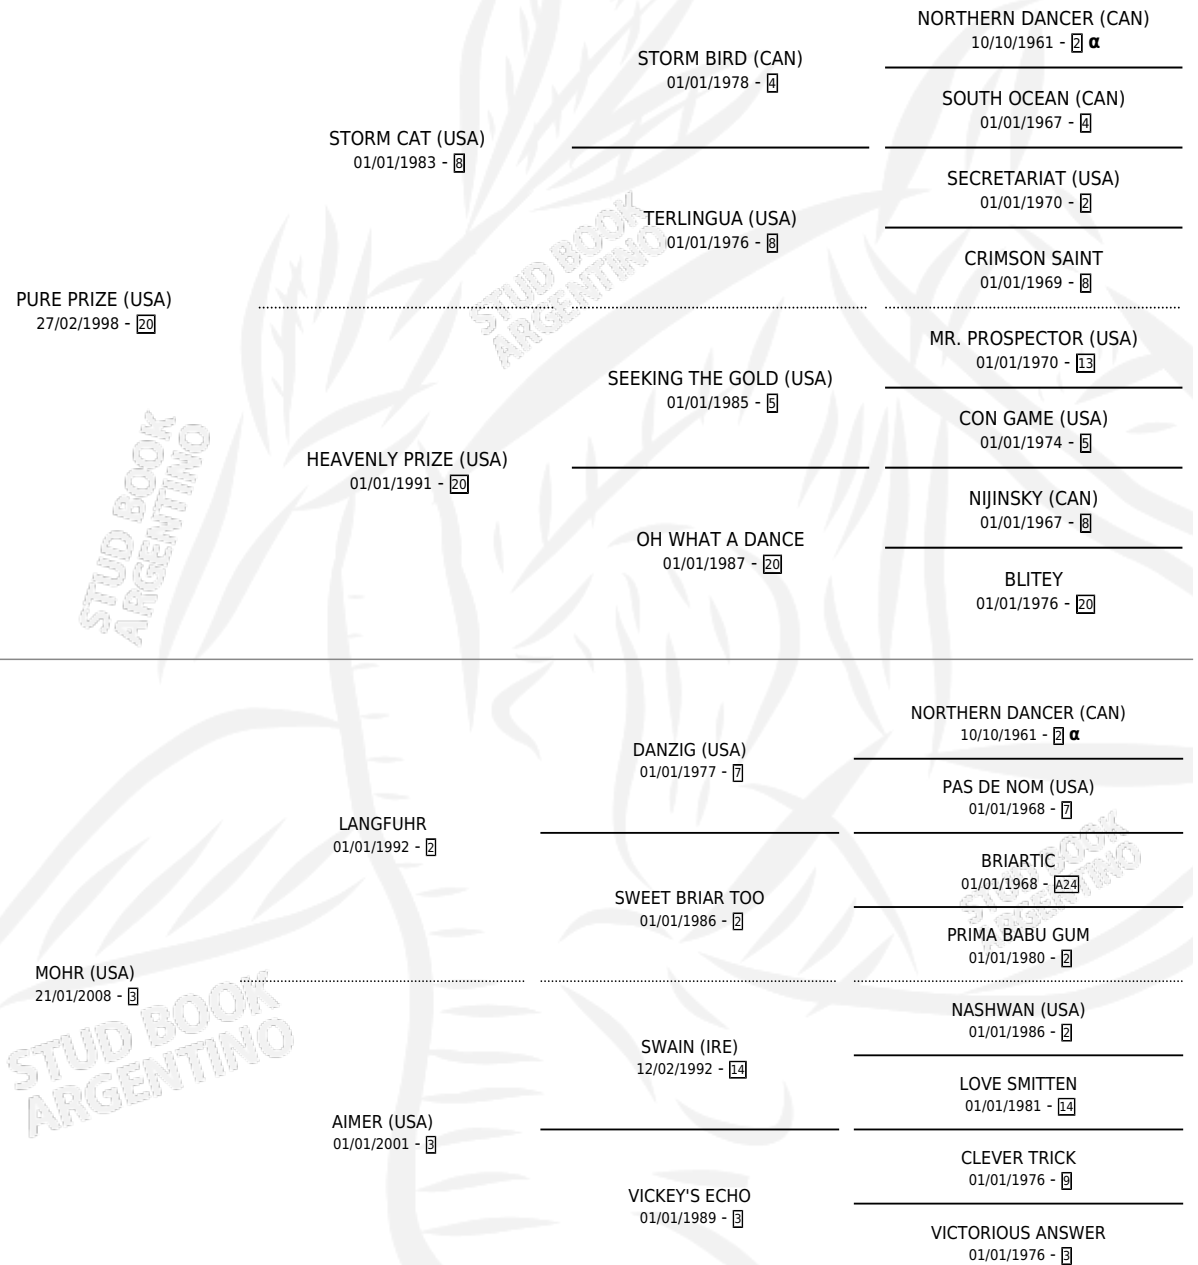 PURE PRIZE (USA)
27/02/1998 - 20
STORM CAT (USA)
01/01/1983 - 8
STORM BIRD (CAN)
01/01/1978 - 4
NORTHERN DANCER (CAN)
10/10/1961 - 2 α
SOUTH OCEAN (CAN)
01/01/1967 - 4
TERLINGUA (USA)
01/01/1976 - 8
SECRETARIAT (USA)
01/01/1970 - 2
CRIMSON SAINT
01/01/1969 - 8
HEAVENLY PRIZE (USA)
01/01/1991 - 20
SEEKING THE GOLD (USA)
01/01/1985 - 5
MR. PROSPECTOR (USA)
01/01/1970 - 13
CON GAME (USA)
01/01/1974 - 5
OH WHAT A DANCE
01/01/1987 - 20
NIJINSKY (CAN)
01/01/1967 - 8
BLITEY
01/01/1976 - 20
MOHR (USA)
21/01/2008 - 3
LANGFUHR
01/01/1992 - 2
DANZIG (USA)
01/01/1977 - 7
NORTHERN DANCER (CAN)
10/10/1961 - 2 α
PAS DE NOM (USA)
01/01/1968 - 7
SWEET BRIAR TOO
01/01/1986 - 2
BRIARTIC
01/01/1968 - A24
PRIMA BABU GUM
01/01/1980 - 2
AIMER (USA)
01/01/2001 - 3
SWAIN (IRE)
12/02/1992 - 14
NASHWAN (USA)
01/01/1986 - 2
LOVE SMITTEN
01/01/1981 - 14
VICKEY'S ECHO
01/01/1989 - 3
CLEVER TRICK
01/01/1976 - 9
VICTORIOUS ANSWER
01/01/1976 - 3
STUD BOOK
ARGENTINO
STUD BOOK
ARGENTINO
STUD BOOK
ARGENTINO
STUD BOOK
ARGENTINO